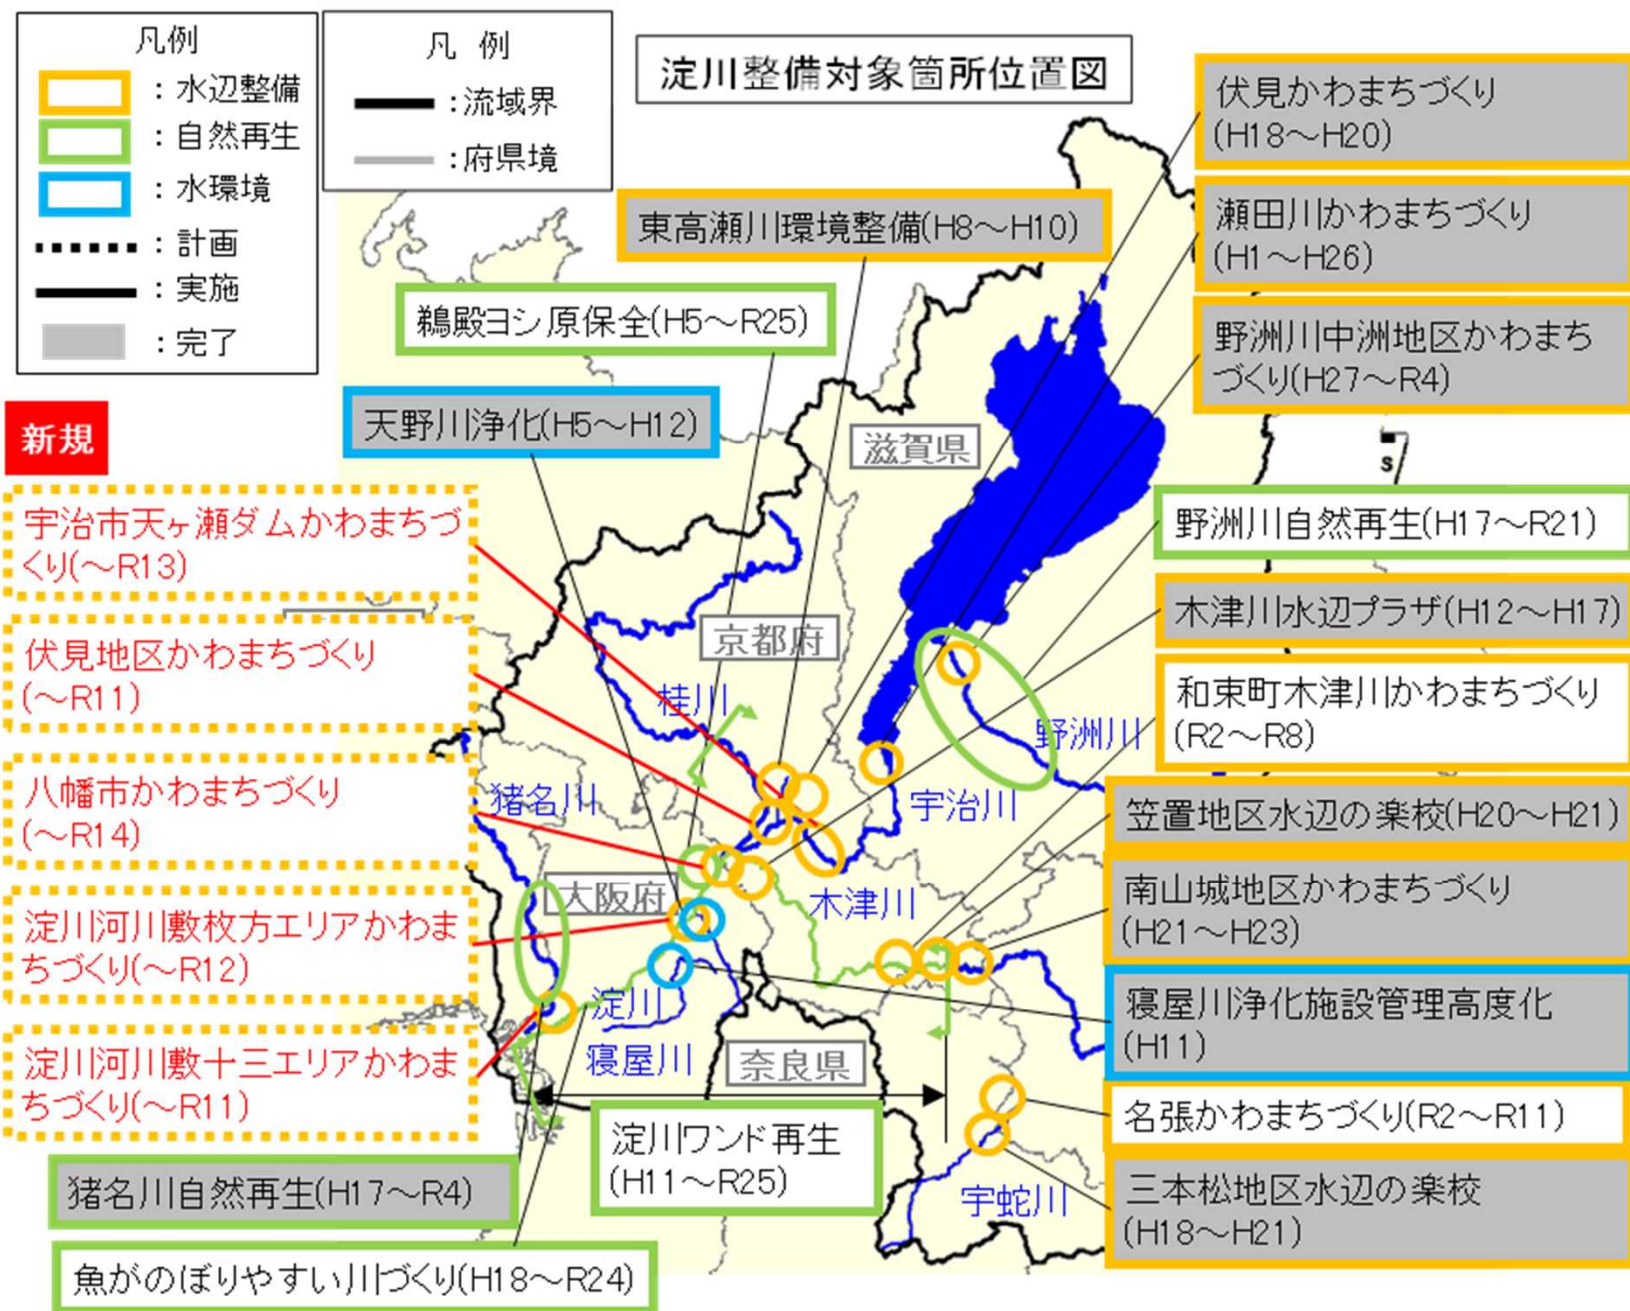 凡例
：水辺整備
：自然再生
：水環境
：計画
：実施
：完了
凡 例
：流域界
：府県境
淀川整備対象箇所位置図
伏見かわまちづくり
(H18～H20)
瀬田川かわまちづくり
(H1～H26)
野洲川中洲地区かわまち
づくり(H27～R4)
東高瀬川環境整備(H8～H10)
鵜殿ヨシ原保全(H5～R25)
天野川浄化(H5～H12)
新規
宇治市天ヶ瀬ダムかわまちづ
くり(～R13)
伏見地区かわまちづくり
(～R11)
八幡市かわまちづくり
(～R14)
淀川河川敷枚方エリアかわま
ちづくり(～R12)
淀川河川敷十三エリアかわま
ちづくり(～R11)
滋賀県
S
京都府
桂川
野洲川
猪名川
宇治川
大阪府
木津川
淀川
寝屋川
奈良県
宇蛇川
野洲川自然再生(H17～R21)
木津川水辺プラザ(H12～H17)
和束町木津川かわまちづくり
(R2～R8)
笠置地区水辺の楽校(H20～H21)
南山城地区かわまちづくり
(H21～H23)
寝屋川浄化施設管理高度化
(H11)
名張かわまちづくり(R2～R11)
三本松地区水辺の楽校
(H18～H21)
淀川ワンド再生
(H11～R25)
猪名川自然再生(H17～R4)
魚がのぼりやすい川づくり(H18～R24)